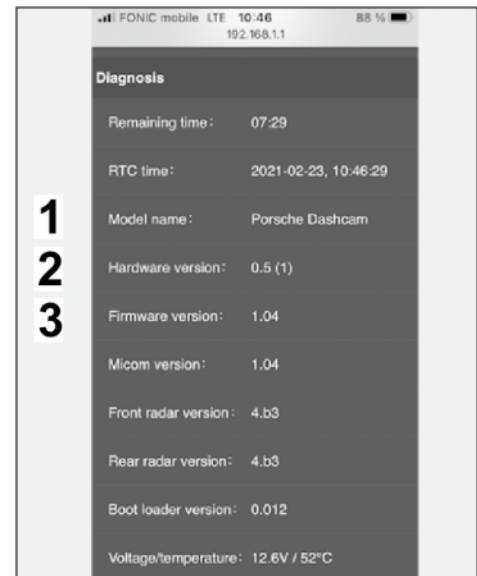 FONIC mobile LTE 10:46 88 %
192.168.1.1
Diagnosis
Remaining time: 07:29
RTC time: 2021-02-23, 10:46:29
1 Model name: Porsche Dashcam
2 Hardware version: 0.5 (1)
3 Firmware version: 1.04
Micom version: 1.04
Front radar version: 4.b3
Rear radar version: 4.b3
Boot loader version: 0.012
Voltage/temperature: 12.6V / 52°C